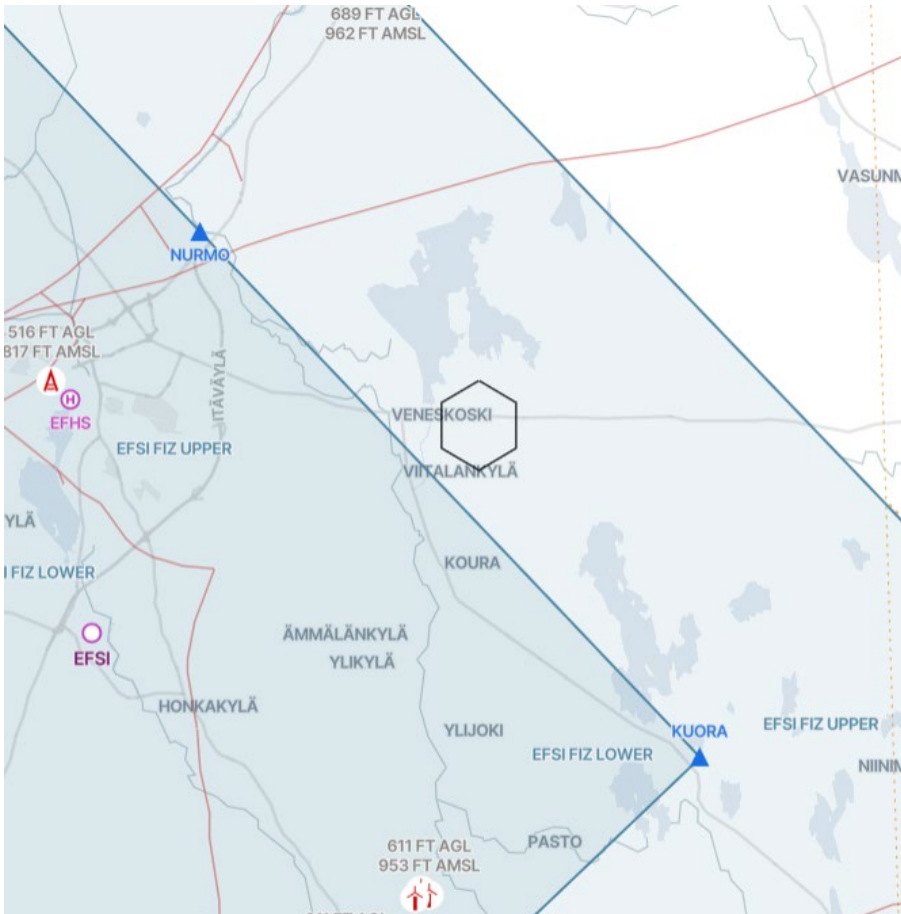 689 FT AGL
962 FT AMSL
VASUNM
NURMO
516 FT AGL
817 FT AMSL
ITÄVÄYLÄ
H
EFHS
VENESKOSKI
EFSI FIZ UPPER
VIITALANKYLÄ
YLÄ
KOURA
I FIZ LOWER
ÄMMÄLÄNKYLÄ
EFSI
YLIKYLÄ
HONKAKYLÄ
YLIJOKI
KUORA
EFSI FIZ UPPER
EFSI FIZ LOWER
NIINIM
PASTO
611 FT AGL
953 FT AMSL